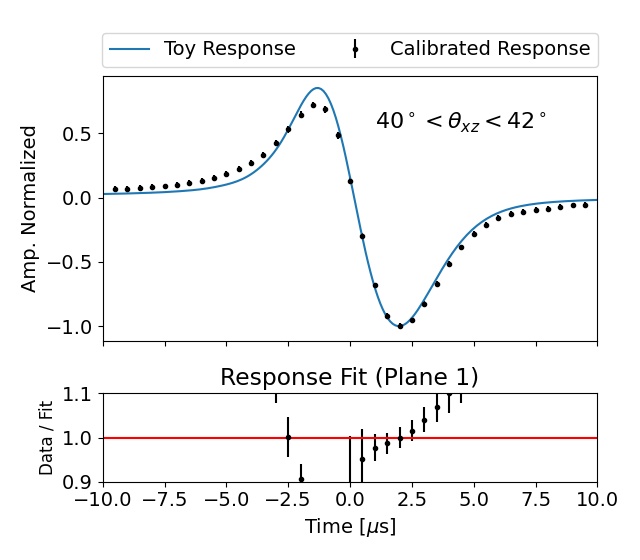 Toy Response Calibrated Response
40° < θxz < 42°
Amp. Normalized
0.5
0.0
−0.5
−1.0
Response Fit (Plane 1)
Data / Fit
1.1
1.0
0.9
−10.0 −7.5 −5.0 −2.5 0.0 2.5 5.0 7.5 10.0
Time [μs]